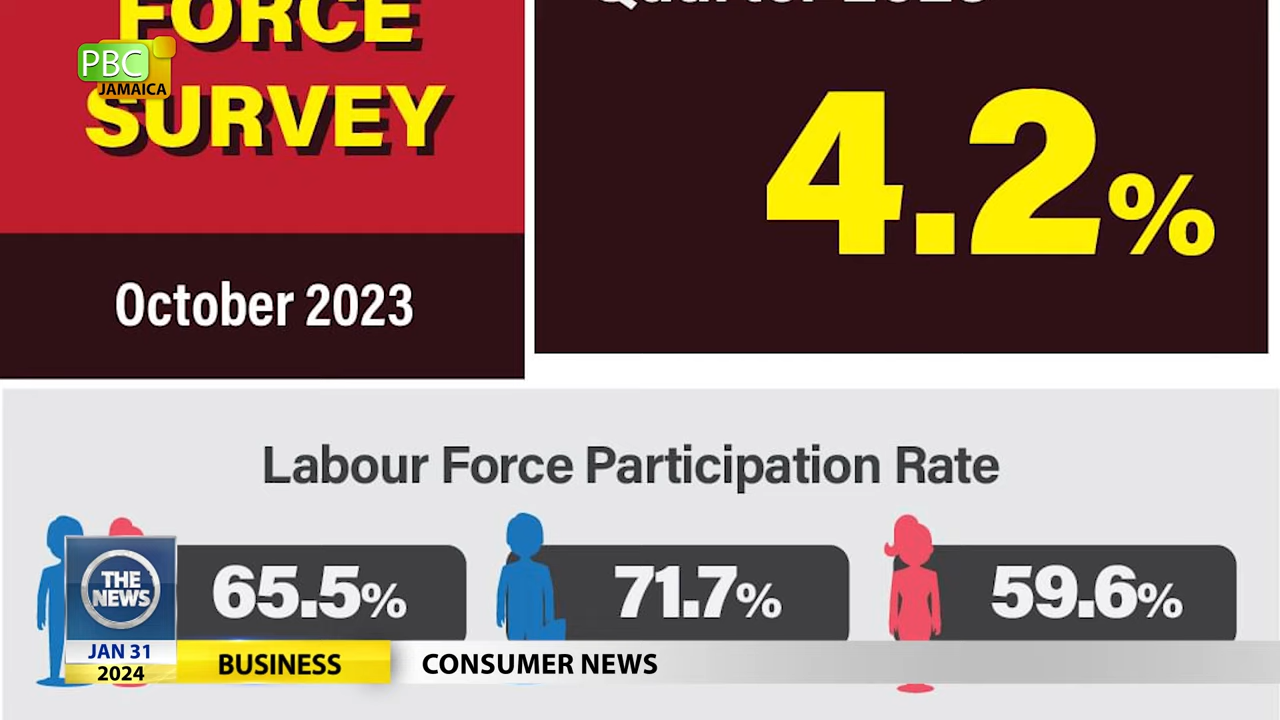 FORCE
SURVEY
PBC
JAMAICA
October 2023
4.2%
Labour Force Participation Rate
65.5%
71.7%
59.6%
THE
NEWS
JAN 31
2024
BUSINESS
CONSUMER NEWS